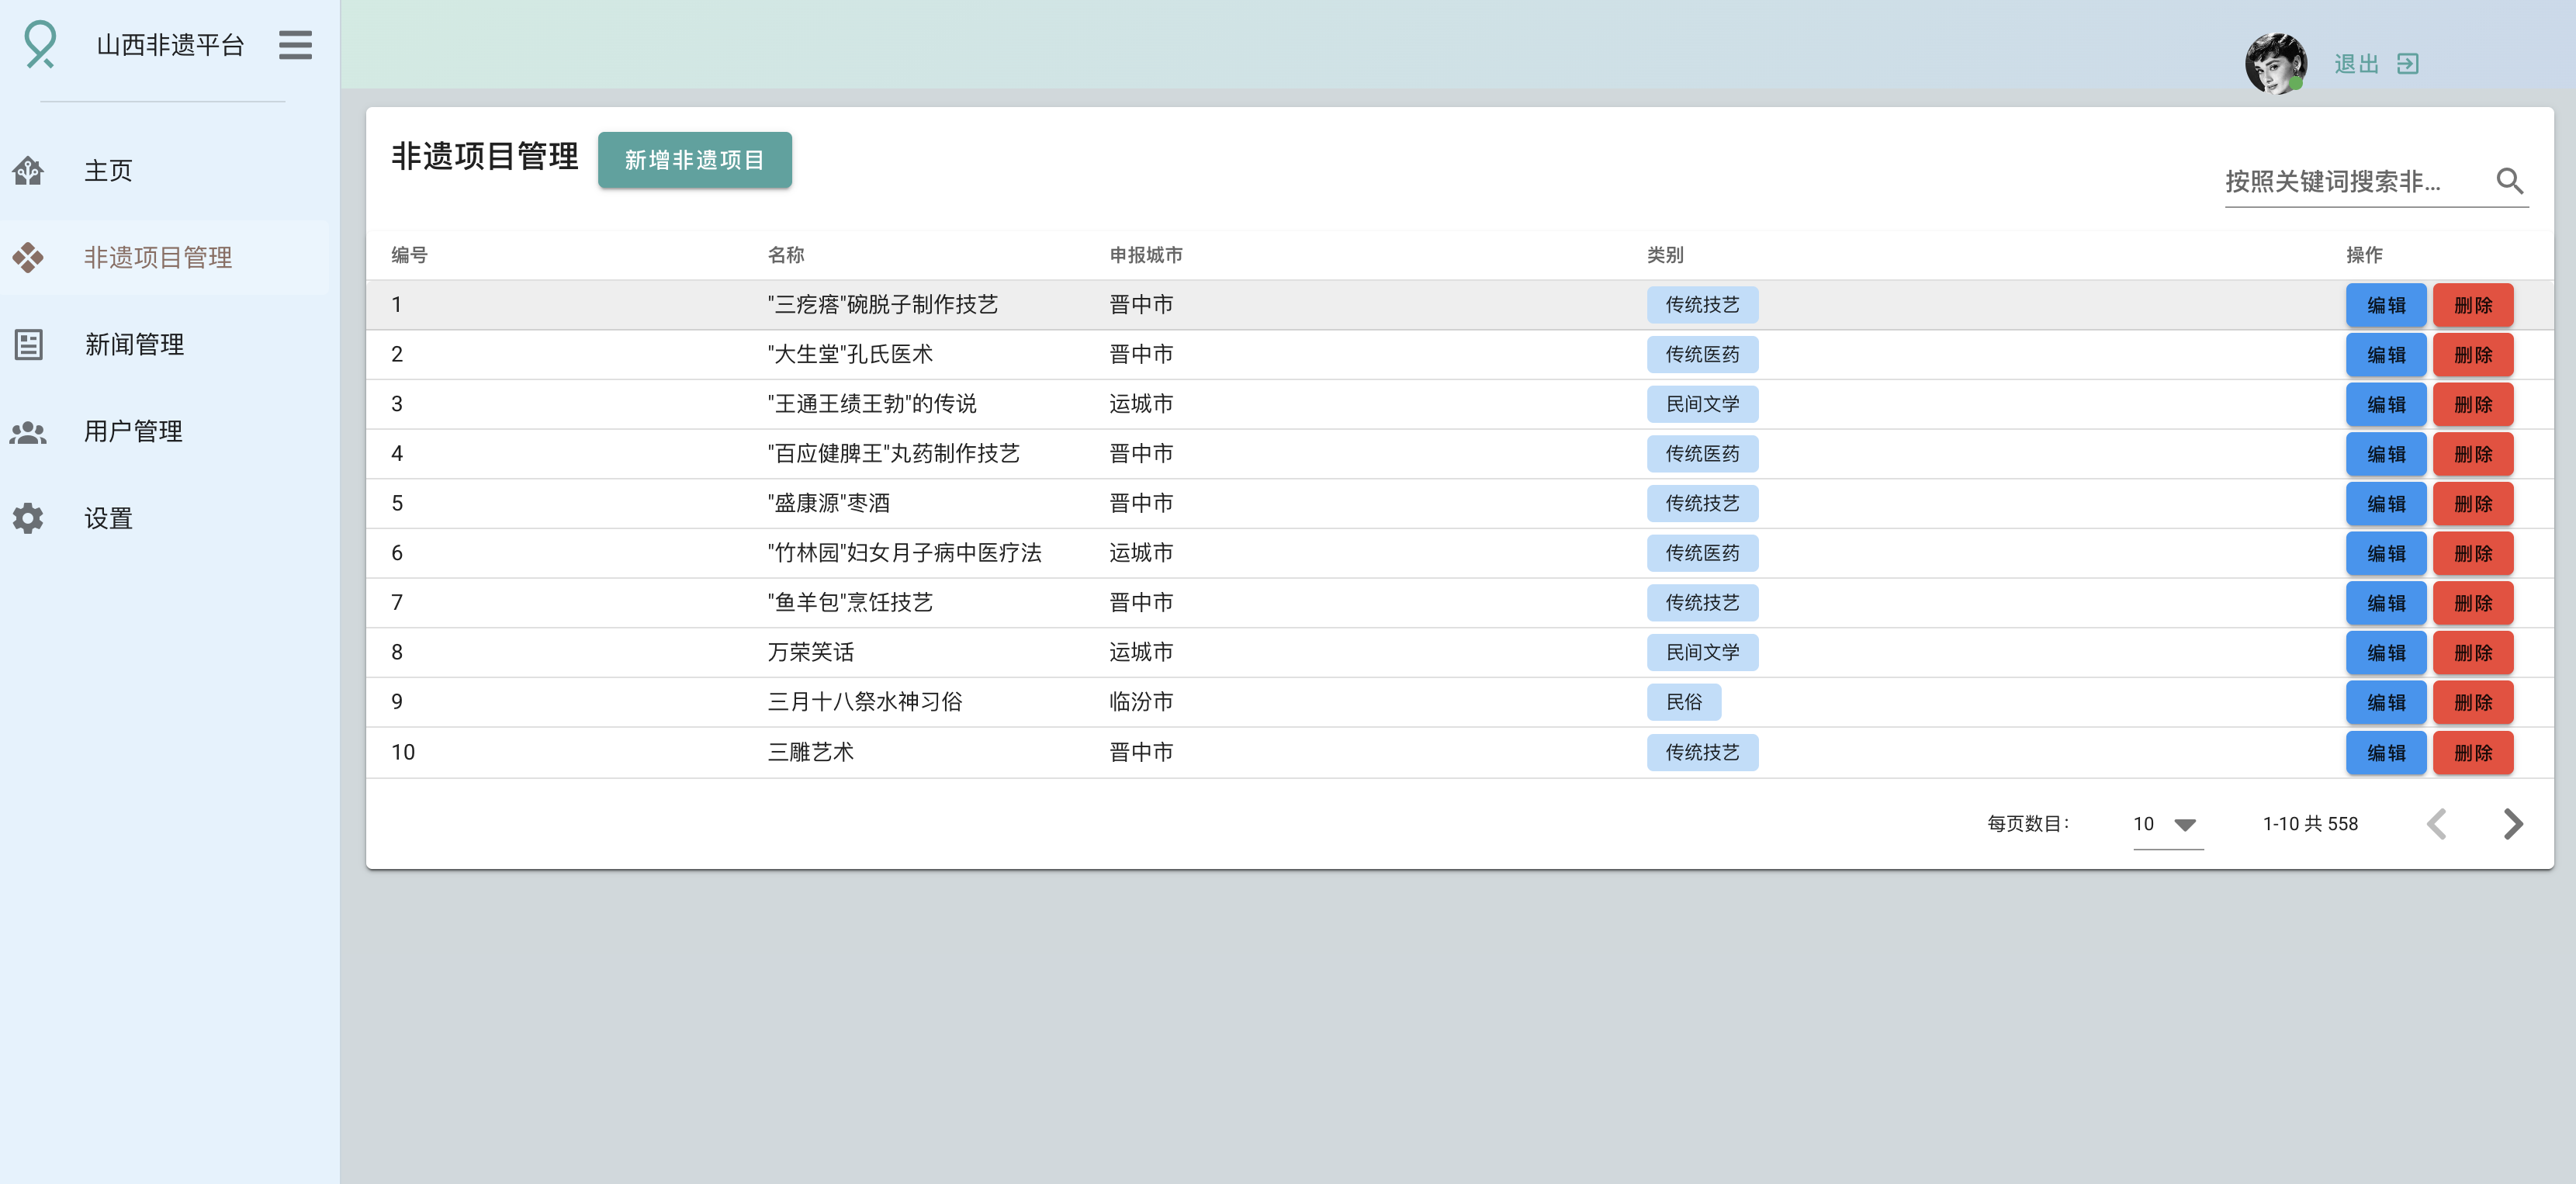 山西非遗平台
退出
主页
非遗项目管理
新闻管理
用户管理
设置
非遗项目管理 新增非遗项目
按照关键词搜索非...
编号 名称 申报城市 类别 操作
1 "三疙瘩"碗脱子制作技艺 晋中市 传统技艺 编辑 删除
2 "大生堂"孔氏医术 晋中市 传统医药 编辑 删除
3 "王通王绩王勃"的传说 运城市 民间文学 编辑 删除
4 "百应健脾王"丸药制作技艺 晋中市 传统医药 编辑 删除
5 "盛康源"枣酒 晋中市 传统技艺 编辑 删除
6 "竹林园"妇女月子病中医疗法 运城市 传统医药 编辑 删除
7 "鱼羊包"烹饪技艺 晋中市 传统技艺 编辑 删除
8 万荣笑话 运城市 民间文学 编辑 删除
9 三月十八祭水神习俗 临汾市 民俗 编辑 删除
10 三雕艺术 晋中市 传统技艺 编辑 删除
每页数目: 10 1-10 共 558